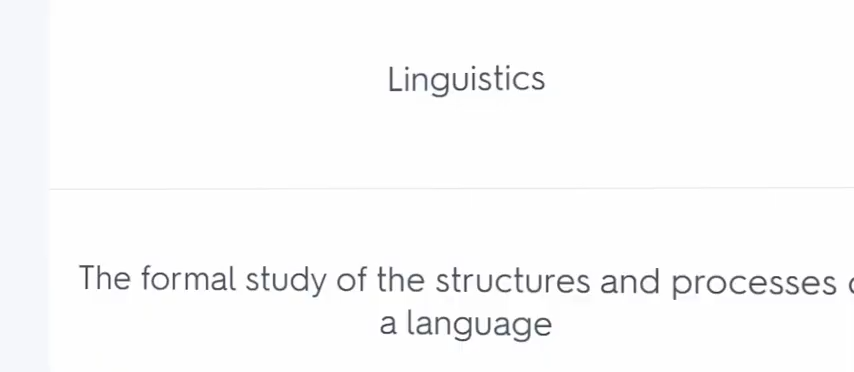 Linguistics
The formal study of the structures and processes
a language